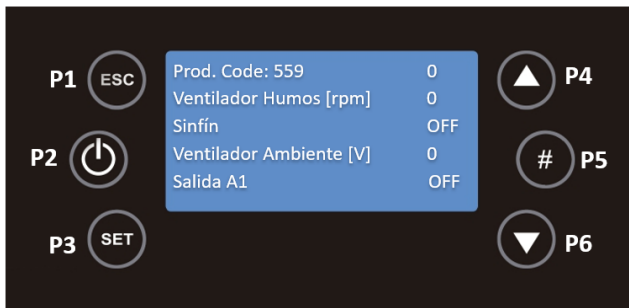 P1 ESC
P2
P3 SET
Prod. Code: 559 0
Ventilador Humos [rpm] 0
Sinfín OFF
Ventilador Ambiente [V] 0
Salida A1 OFF
P4
# P5
P6